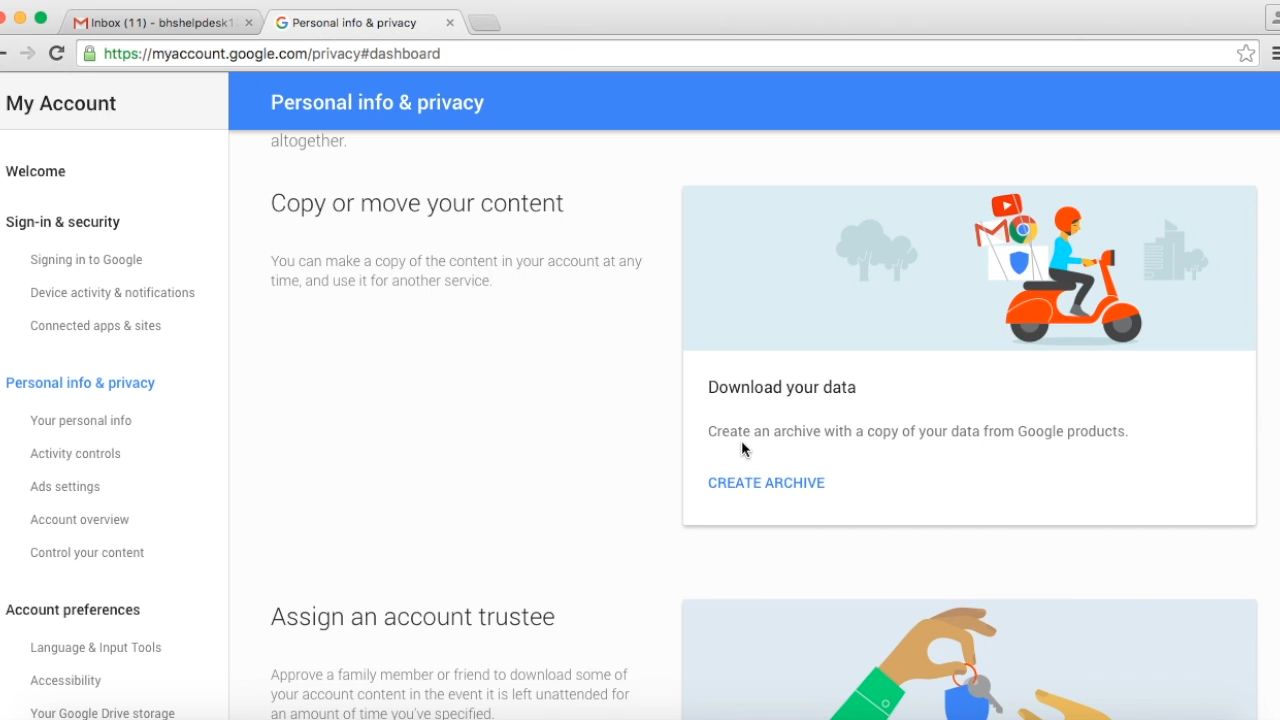 Inbox (11) - bhshelpdesk1
Personal info & privacy
https://myaccount.google.com/privacy#dashboard
My Account
Personal info & privacy
altogether.
Welcome
Sign-in & security
Signing in to Google
Device activity & notifications
Connected apps & sites
Personal info & privacy
Your personal info
Activity controls
Ads settings
Account overview
Control your content
Account preferences
Language & Input Tools
Accessibility
Your Google Drive storage
Copy or move your content
You can make a copy of the content in your account at any
time, and use it for another service.
Download your data
Create an archive with a copy of your data from Google products.
CREATE ARCHIVE
Assign an account trustee
Approve a family member or friend to download some of
your account content in the event it is left unattended for
an amount of time you've specified.